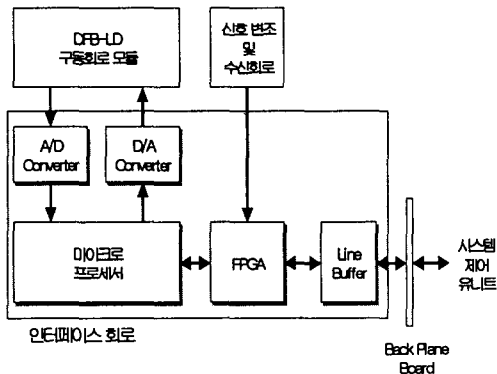 DFB-LD
구동회로 모듈
신호 변조
및
수신회로
A/D
Converter
D/A
Converter
마이크로
프로세서
FPGA
Line
Buffer
시스템
제어
유니트
인터페이스 회로
Back Plane
Board